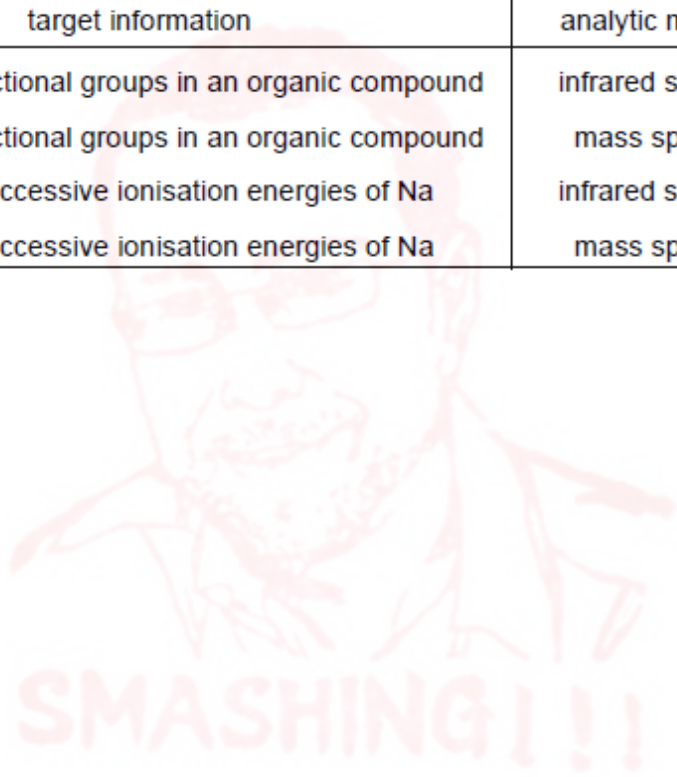 target information analytic m
ctional groups in an organic compound infrared s
ctional groups in an organic compound mass sp
ccessive ionisation energies of Na infrared s
ccessive ionisation energies of Na mass sp
SMASHING!!!